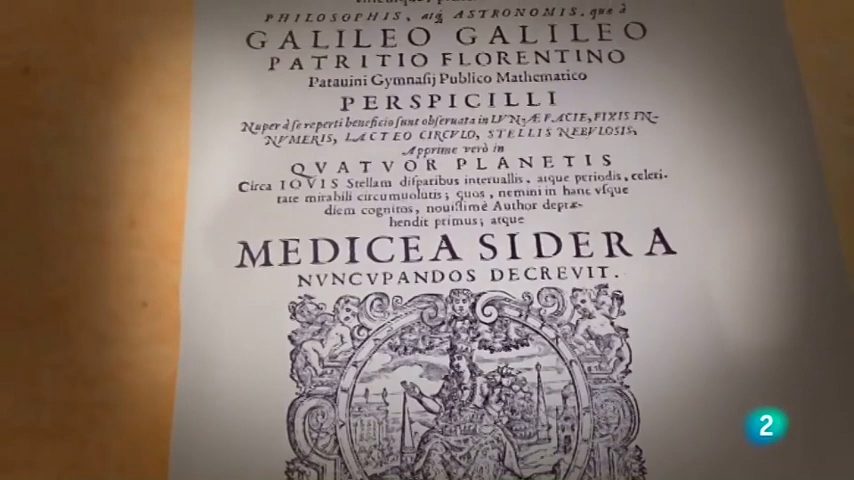 PHILOSOPHIS, atq́; ASTRONOMIS, quæ à
GALILEO GALILEO
PATRITIO FLORENTINO
Patauini Gymnasij Publico Mathematico
PERSPICILLI
Nuper à se reperti beneficio sunt obseruata in LVNÆ FACIE, FIXIS IN-
NVMERIS, LACTEO CIRCVLO, STELLIS NEBVLOSIS,
Apprime verò in
QVATVOR PLANETIS
Circa IOVIS Stellam disparibus interuallis, atque periodis, celeri-
tate mirabili circumuolutis; quos, nemini in hanc vsque
diem cognitos, nouissimè Author depræ-
hendit primus; atque
MEDICEA SIDERA
NVNCVPANDOS DECREVIT.
2